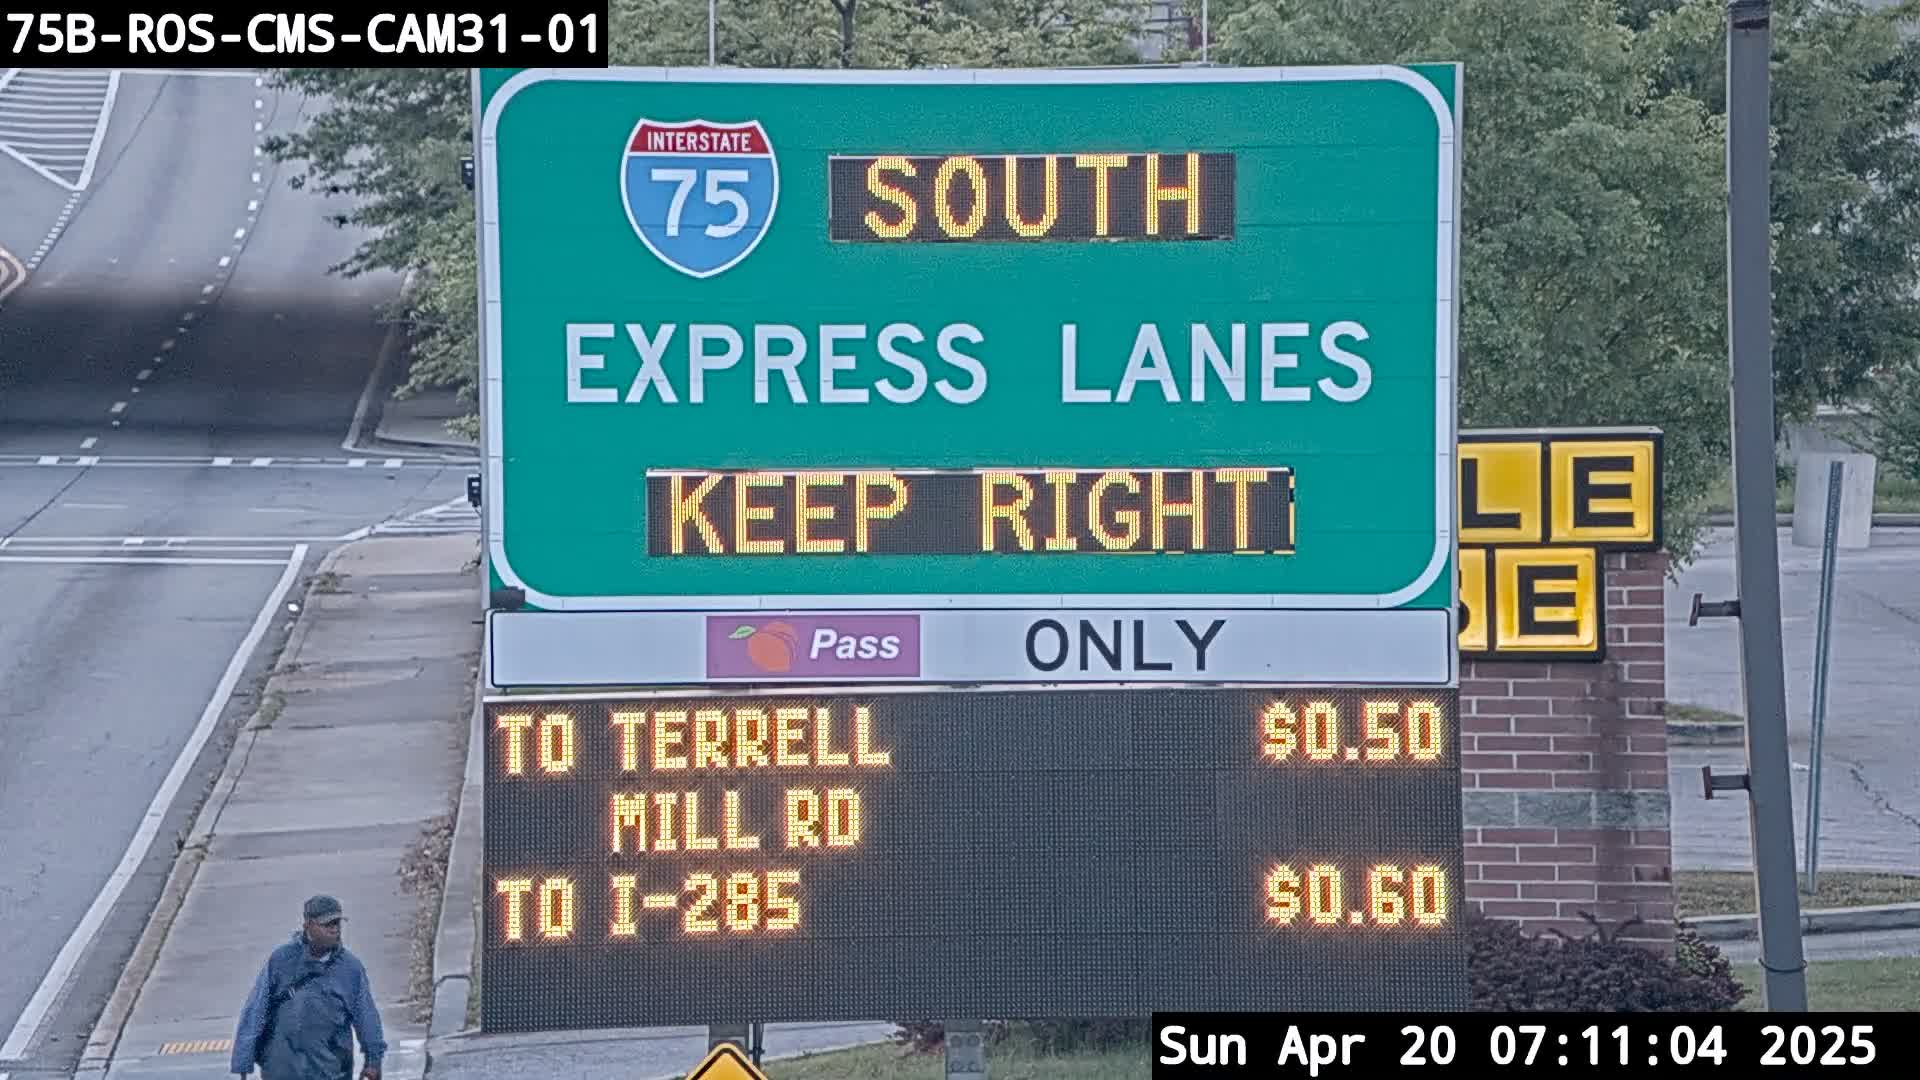 75B-ROS-CMS-CAM31-01
INTERSTATE
75
SOUTH
EXPRESS LANES
KEEP RIGHT
Pass ONLY
TO TERRELL $0.50
MILL RD
TO I-285 $0.60
LE
E
Sun Apr 20 07:11:04 2025